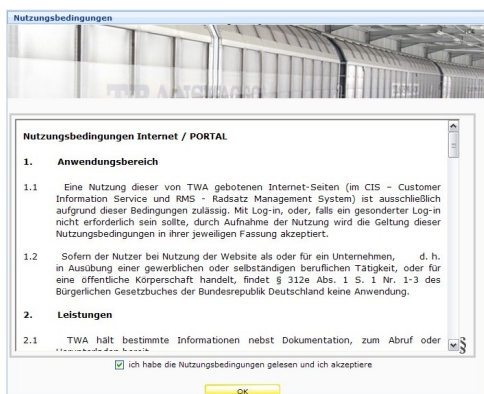 Nutzungsbedingungen
TRANSWAGGON
Nutzungsbedingungen Internet / PORTAL
1. Anwendungsbereich
1.1 Eine Nutzung dieser von TWA gebotenen Internet-Seiten (im CIS – Customer
Information Service und RMS - Radsatz Management System) ist ausschließlich
aufgrund dieser Bedingungen zulässig. Mit Log-in, oder, falls ein gesonderter Log-in
nicht erforderlich sein sollte, durch Aufnahme der Nutzung wird die Geltung dieser
Nutzungsbedingungen in ihrer jeweiligen Fassung akzeptiert.
1.2 Sofern der Nutzer bei Nutzung der Website als oder für ein Unternehmen, d. h.
in Ausübung einer gewerblichen oder selbständigen beruflichen Tätigkeit, oder für
eine öffentliche Körperschaft handelt, findet § 312e Abs. 1 S. 1 Nr. 1-3 des
Bürgerlichen Gesetzbuches der Bundesrepublik Deutschland keine Anwendung.
2. Leistungen
2.1 TWA hält bestimmte Informationen nebst Dokumentation, zum Abruf oder
Herunterladen bereit.
§
ich habe die Nutzungsbedingungen gelesen und ich akzeptiere
OK